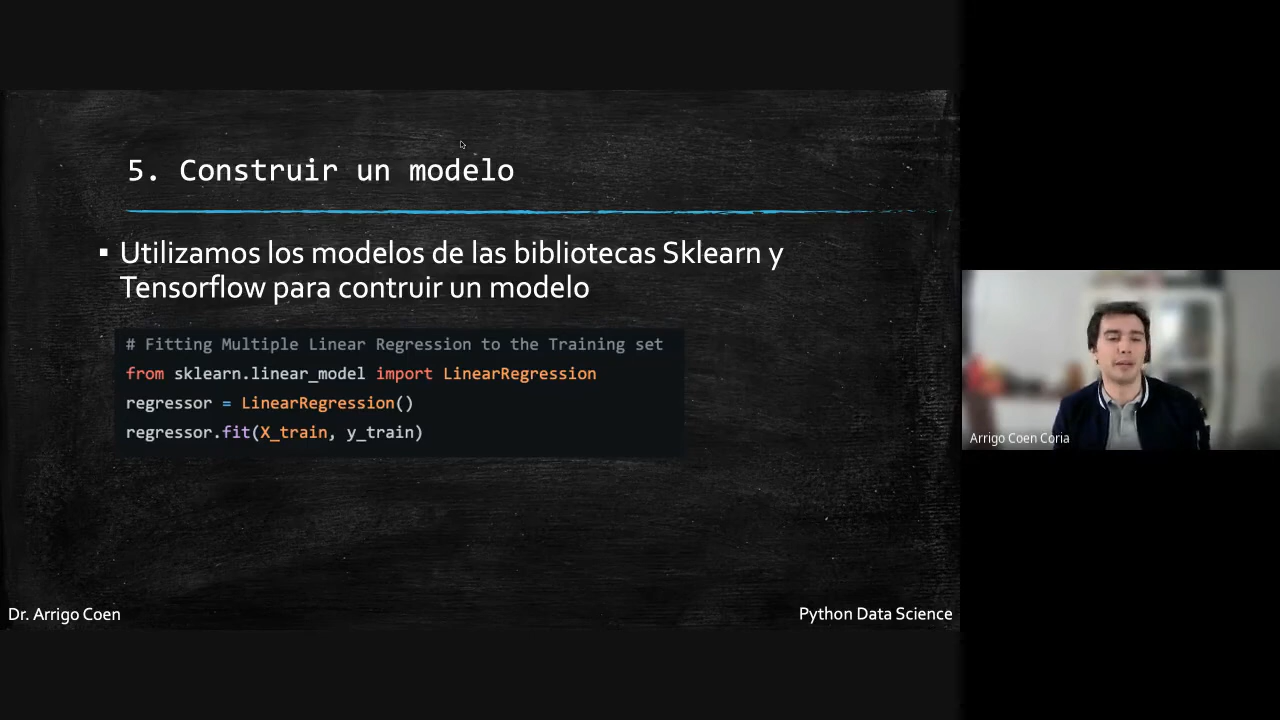 5. Construir un modelo
▪ Utilizamos los modelos de las bibliotecas Sklearn y
Tensorflow para contruir un modelo
# Fitting Multiple Linear Regression to the Training set
from sklearn.linear_model import LinearRegression
regressor = LinearRegression()
regressor.fit(X_train, y_train)
Dr. Arrigo Coen
Python Data Science
Arrigo Coen Coria